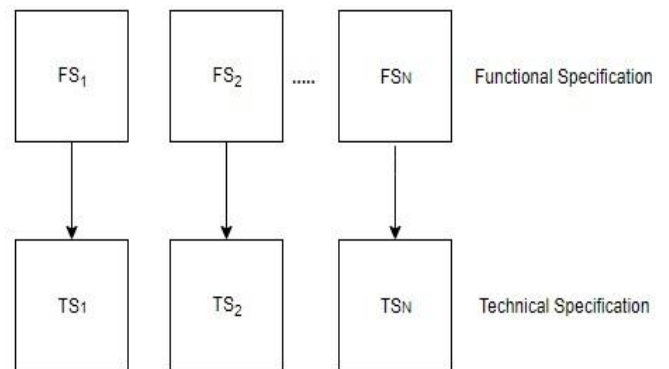 FS₁ FS₂ ..... FSN Functional Specification
TS1 TS₂ TSN Technical Specification